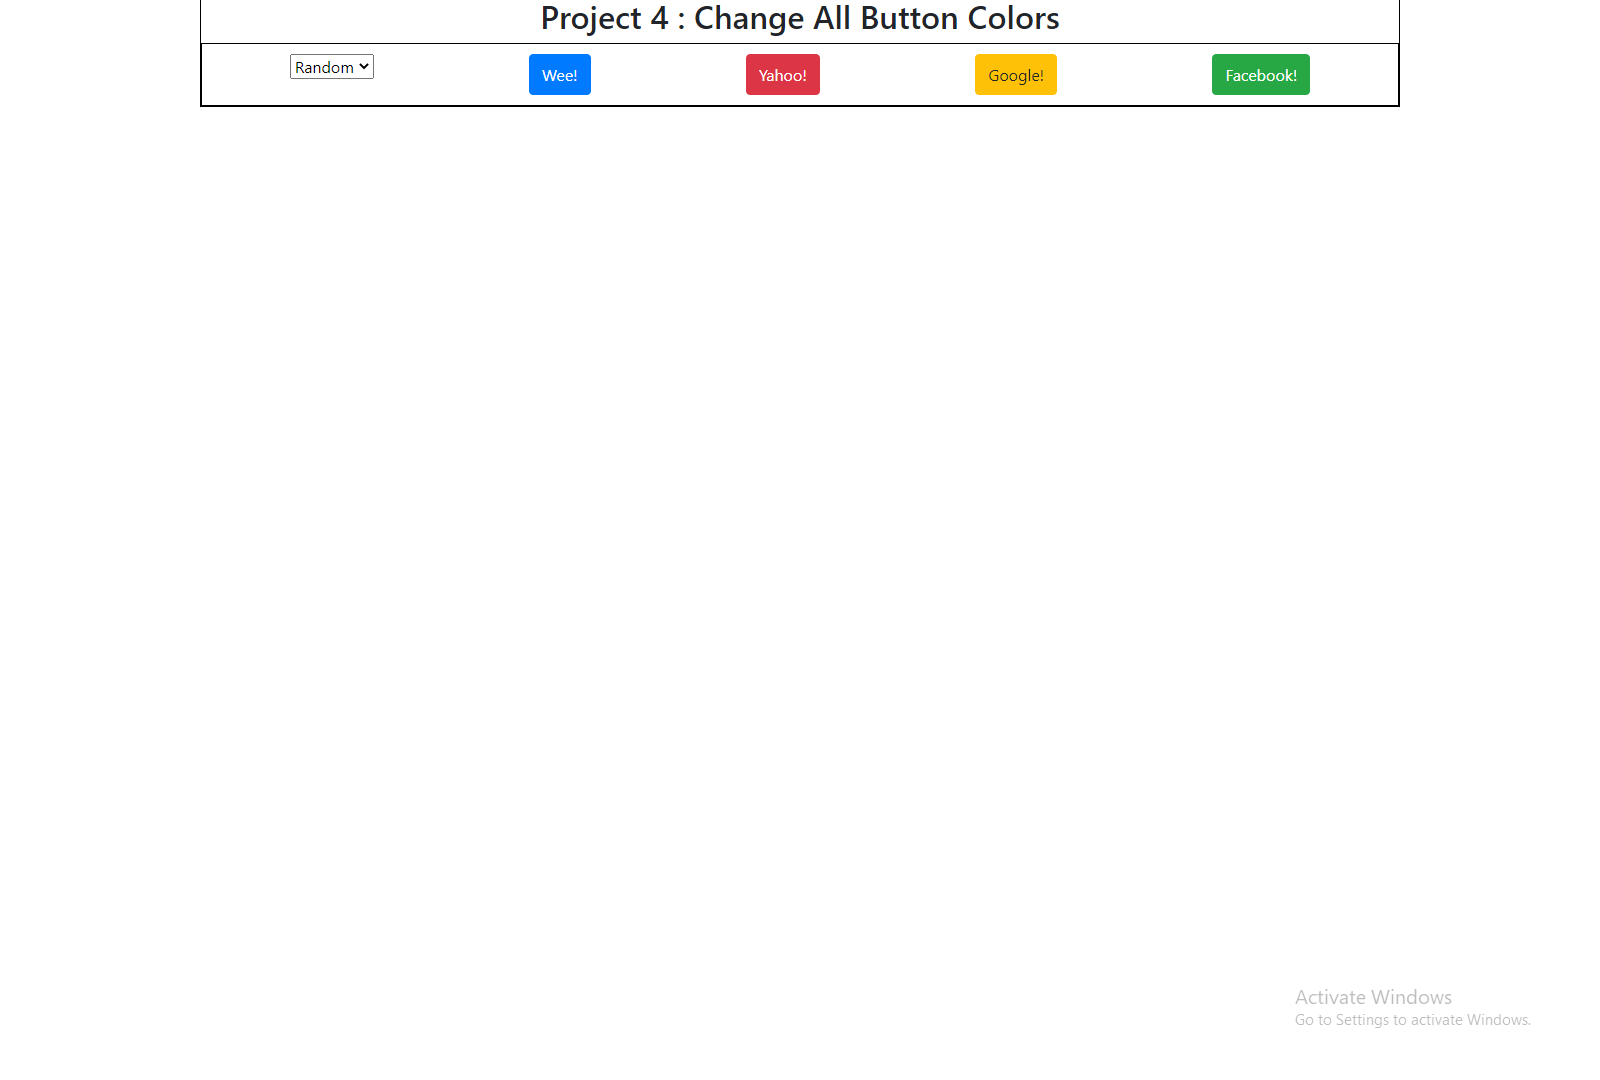 Project 4 : Change All Button Colors
Random Wee! Yahoo! Google! Facebook!
Activate Windows
Go to Settings to activate Windows.